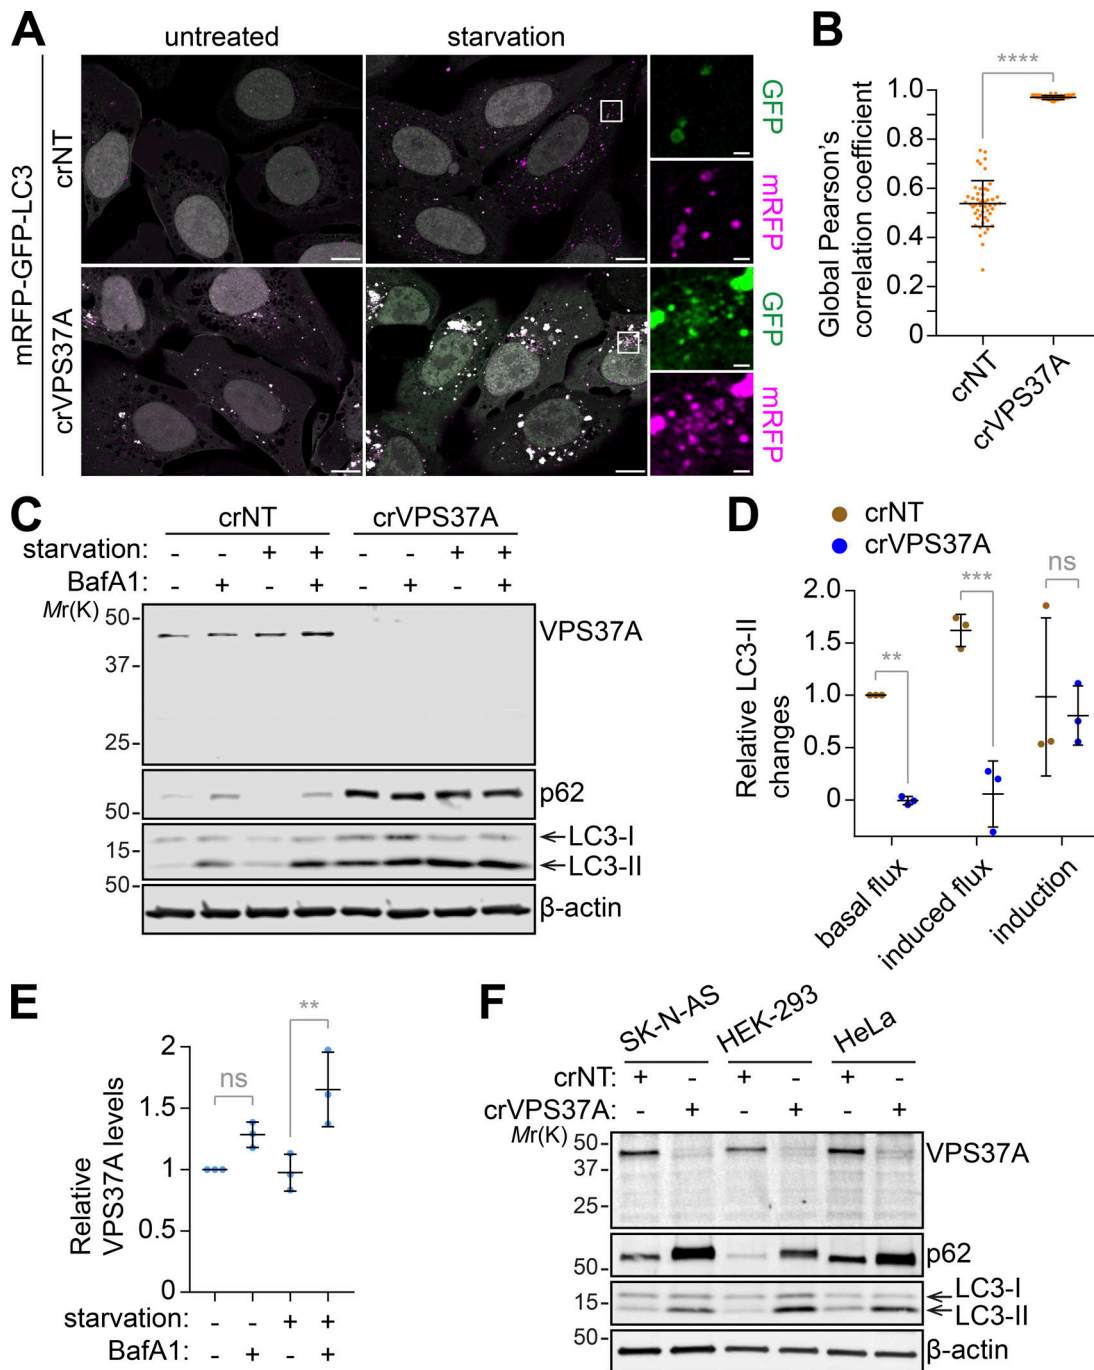 A
untreated
starvation
mRFP-GFP-LC3
crNT
crVPS37A
GFP
mRFP
GFP
mRFP
B
****
Global Pearson's
correlation coefficient
1.0
0.8
0.6
0.4
0.2
0
crNT
crVPS37A
C
crNT
crVPS37A
starvation: - - + + - - + +
BafA1: - + - + - + - +
Mr(K)
50
37
25
VPS37A
50
p62
15
LC3-I
LC3-II
50
β-actin
D
crNT
crVPS37A
Relative LC3-II
changes
2.0
1.5
1.0
0.5
0
**
***
ns
basal flux
induced flux
induction
E
Relative
VPS37A levels
2
1.5
1
0.5
0
ns
**
starvation: - - + +
BafA1: - + - +
F
SK-N-AS
HEK-293
HeLa
crNT: + - + - + -
crVPS37A: - + - + - +
Mr(K)
50
37
25
VPS37A
50
p62
15
LC3-I
LC3-II
50
β-actin